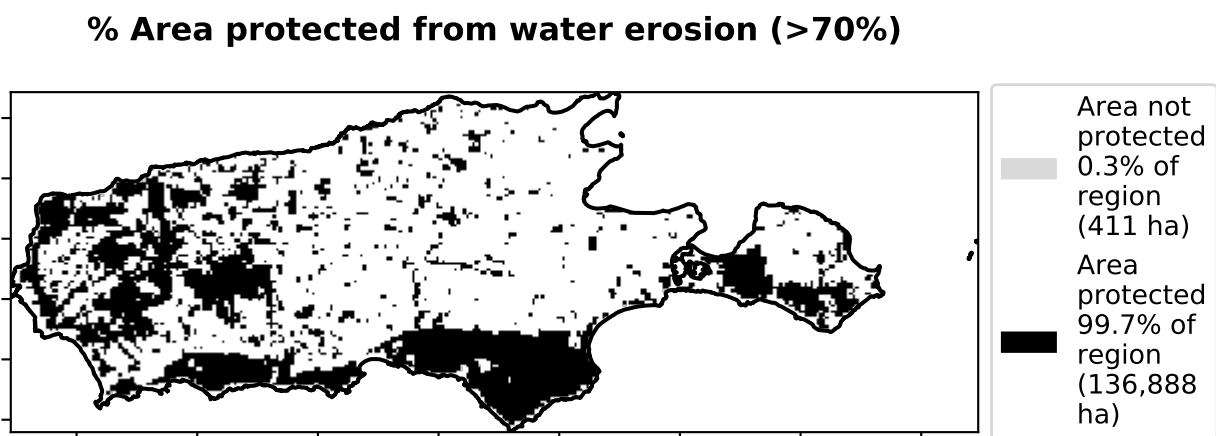 % Area protected from water erosion (>70%)
Area not
protected
0.3% of
region
(411 ha)
Area
protected
99.7% of
region
(136,888
ha)